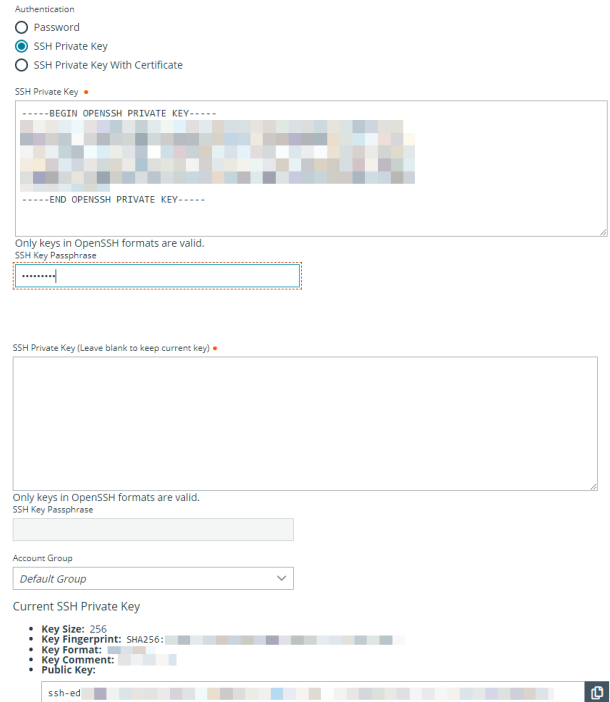 Authentication
Password
SSH Private Key
SSH Private Key With Certificate
SSH Private Key •
-----BEGIN OPENSSH PRIVATE KEY-----
-----END OPENSSH PRIVATE KEY-----
Only keys in OpenSSH formats are valid.
SSH Key Passphrase
•••••••••
SSH Private Key (Leave blank to keep current key) •
Only keys in OpenSSH formats are valid.
SSH Key Passphrase
Account Group
Default Group
Current SSH Private Key
• Key Size: 256
• Key Fingerprint: SHA256:
• Key Format:
• Key Comment:
• Public Key:
ssh-ed